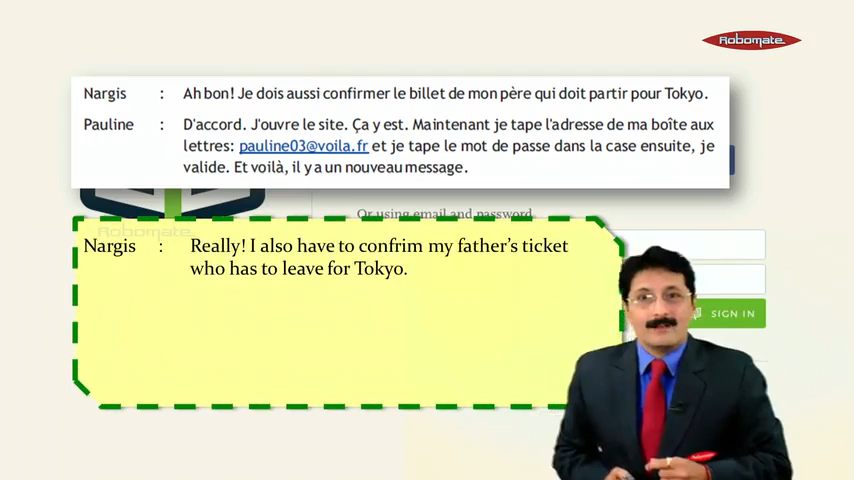 Robomate
Nargis : Ah bon! Je dois aussi confirmer le billet de mon père qui doit partir pour Tokyo.
Pauline : D'accord. J'ouvre le site. Ça y est. Maintenant je tape l'adresse de ma boîte aux
lettres: pauline03@voila.fr et je tape le mot de passe dans la case ensuite, je
valide. Et voilà, il y a un nouveau message.
Or using email and password
Robomate
Nargis : Really! I also have to confrim my father's ticket
who has to leave for Tokyo.
SIGN IN
Robomate